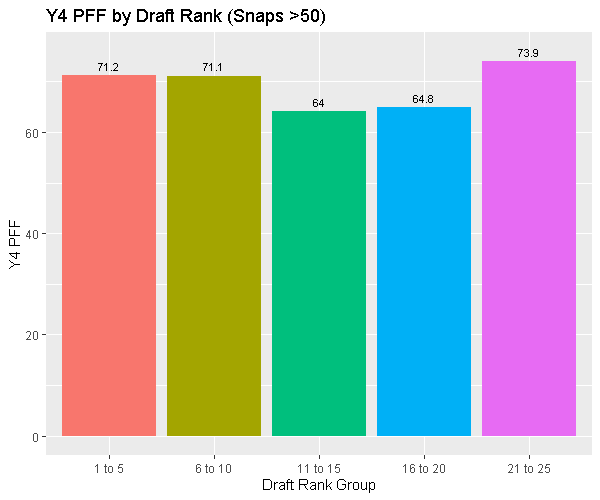 Y4 PFF by Draft Rank (Snaps >50)
73.9
71.2
71.1
64.8
64
60
40
20
0
Y4 PFF
1 to 5
6 to 10
11 to 15
16 to 20
21 to 25
Draft Rank Group